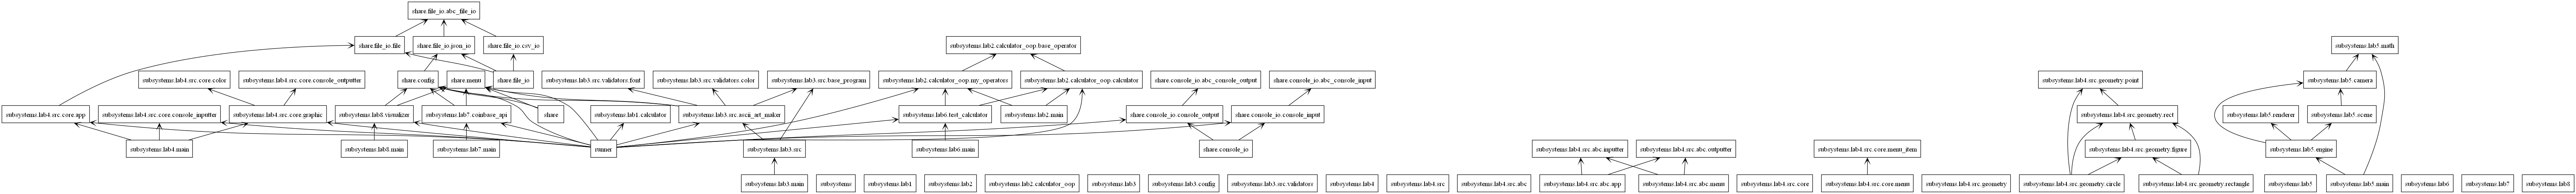 share.file_io.abc_file_io
share.file_io.file
share.file_io.json_io
share.file_io.csv_io
subsystems.lab2.calculator_oop.base_operator
subsystems.lab5.math
subsystems.lab4.src.core.color
subsystems.lab4.src.core.console_outputter
share.config
share.menu
share.file_io
subsystems.lab3.src.validators.font
subsystems.lab3.src.validators.color
subsystems.lab3.src.base_program
subsystems.lab2.calculator_oop.my_operators
subsystems.lab2.calculator_oop.calculator
share.console_io.abc_console_output
share.console_io.abc_console_input
subsystems.lab4.src.geometry.point
subsystems.lab5.camera
subsystems.lab4.src.core.app
subsystems.lab4.src.core.console_inputter
subsystems.lab4.src.core.graphic
subsystems.lab8.visualizer
subsystems.lab7.coinbase_api
share
subsystems.lab1.calculator
subsystems.lab3.src.ascii_art_maker
subsystems.lab6.test_calculator
subsystems.lab2.main
share.console_io.console_output
share.console_io.console_input
subsystems.lab4.src.geometry.rect
subsystems.lab5.renderer
subsystems.lab5.scene
subsystems.lab4.main
subsystems.lab8.main
subsystems.lab7.main
runner
subsystems.lab3.src
subsystems.lab6.main
share.console_io
subsystems.lab4.src.abc.inputter
subsystems.lab4.src.abc.outputter
subsystems.lab4.src.core.menu_item
subsystems.lab4.src.geometry.figure
subsystems.lab5.engine
subsystems.lab3.main
subsystems
subsystems.lab1
subsystems.lab2
subsystems.lab2.calculator_oop
subsystems.lab3
subsystems.lab3.config
subsystems.lab3.src.validators
subsystems.lab4
subsystems.lab4.src
subsystems.lab4.src.abc
subsystems.lab4.src.abc.app
subsystems.lab4.src.abc.menu
subsystems.lab4.src.core
subsystems.lab4.src.core.menu
subsystems.lab4.src.geometry
subsystems.lab4.src.geometry.circle
subsystems.lab4.src.geometry.rectangle
subsystems.lab5
subsystems.lab5.main
subsystems.lab6
subsystems.lab7
subsystems.lab8